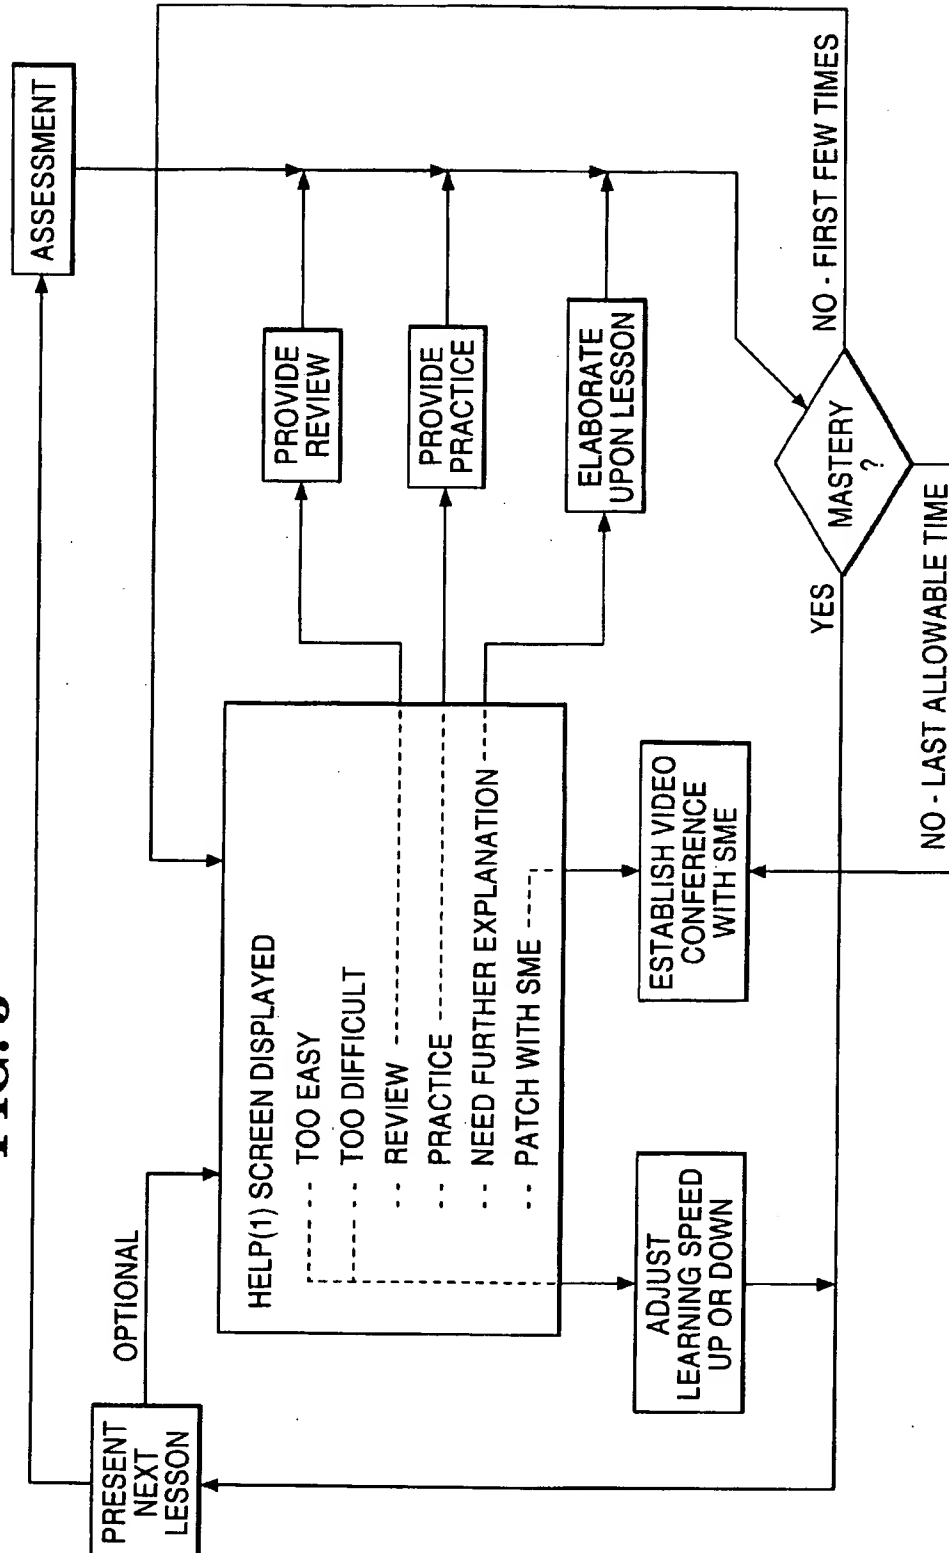 FIG.
PRESENT
NEXT
LESSON
OPTIONAL
ASSESSMENT
HELP(1) SCREEN DISPLAYED
TOO EASY
TOO DIFFICULT
REVIEW
PRACTICE
NEED FURTHER EXPLANATION
PATCH WITH SME
PROVIDE
REVIEW
PROVIDE
PRACTICE
ELABORATE
UPON LESSON
ADJUST
LEARNING SPEED
UP OR DOWN
ESTABLISH VIDEO
CONFERENCE
WITH SME
MASTERY
?
YES
NO - FIRST FEW TIMES
NO - LAST ALLOWABLE TIME